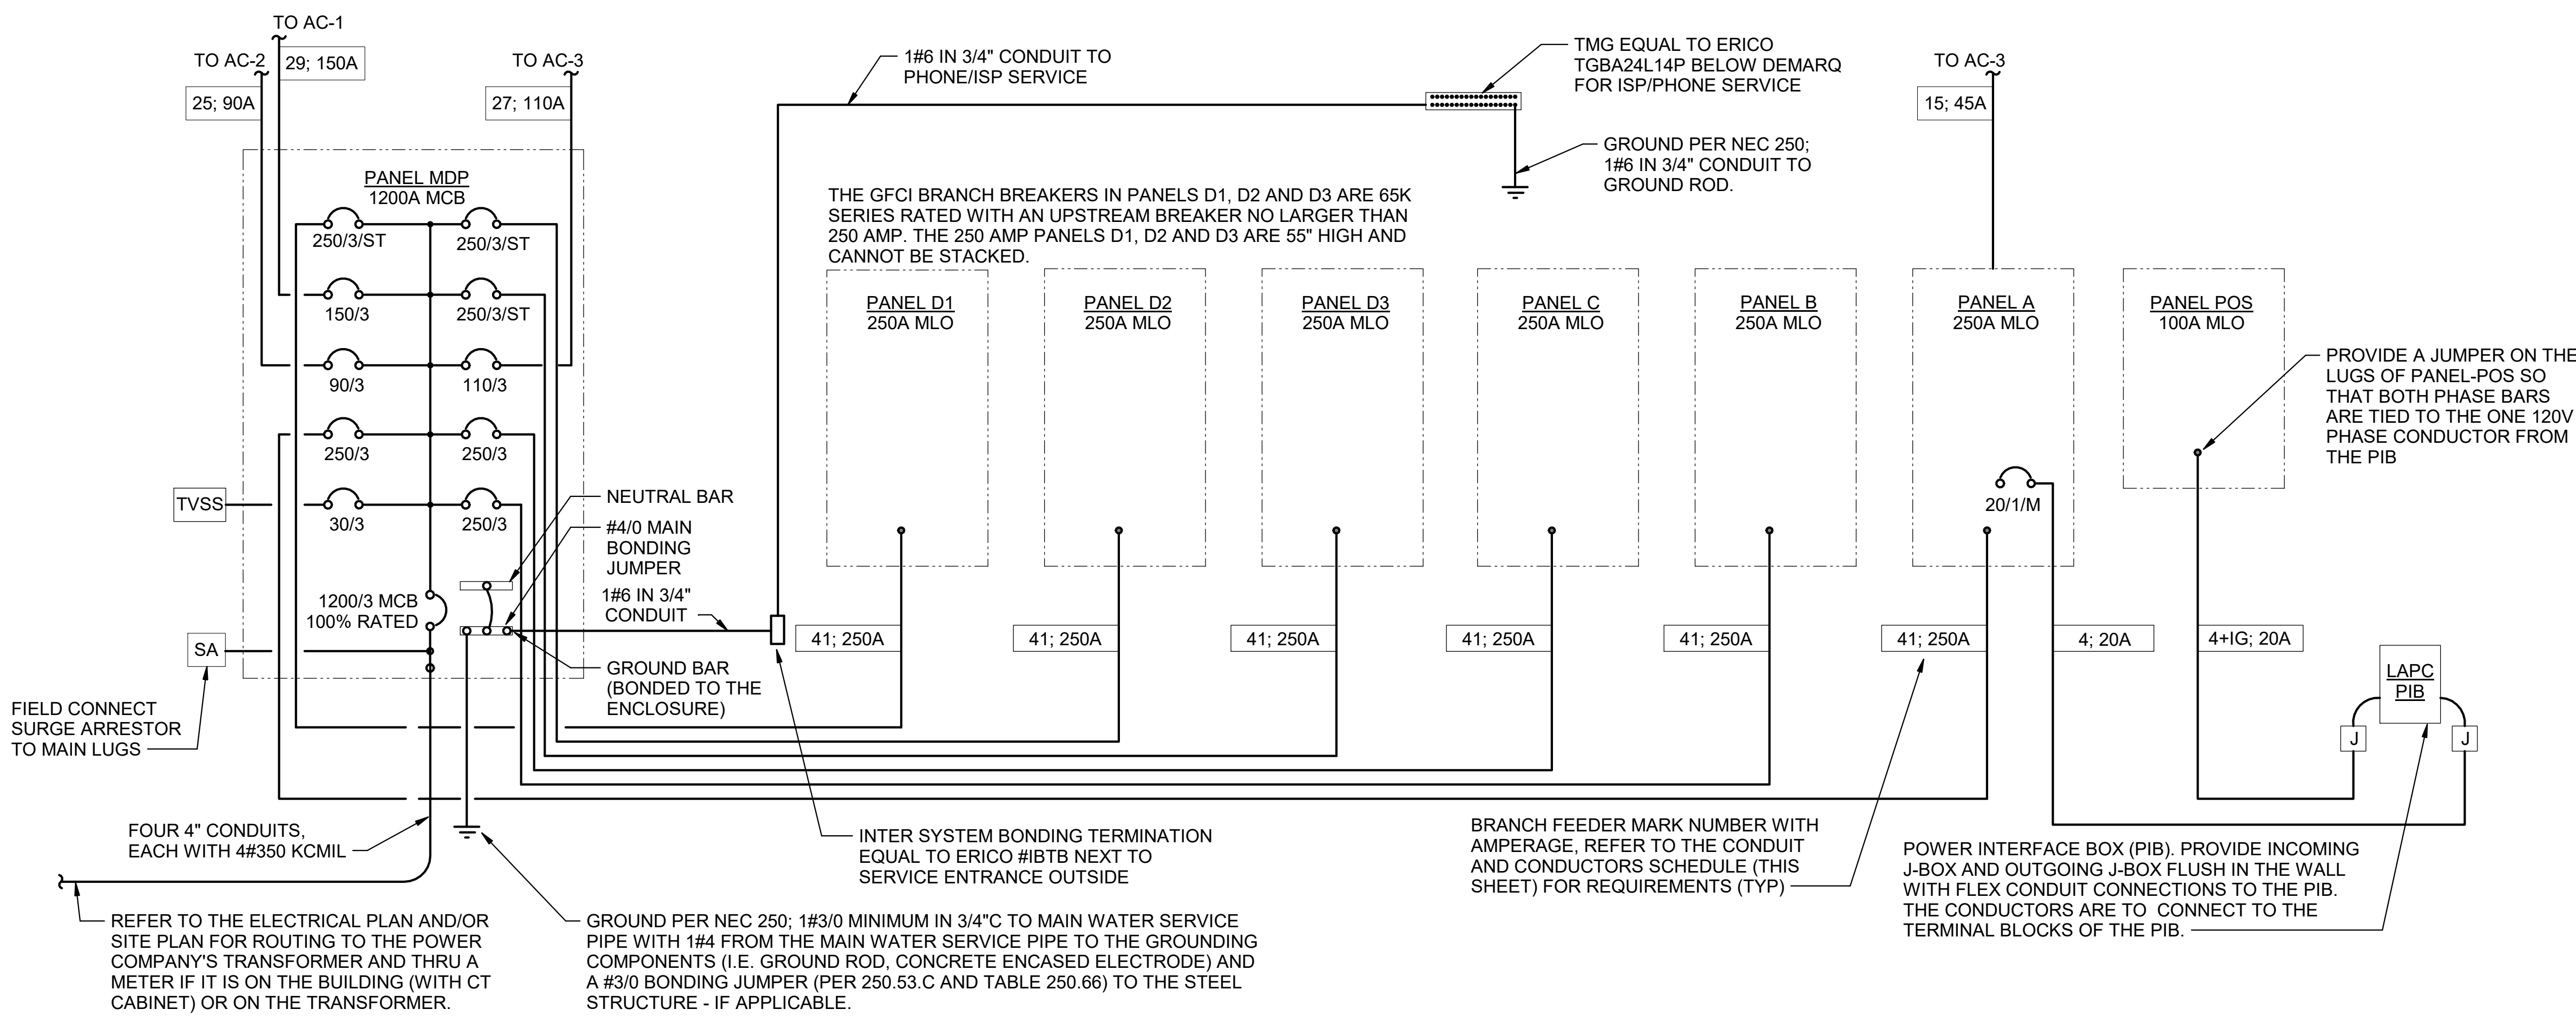 TO AC-1
TO AC-2
29; 150A
TO AC-3
25; 90A
27; 110A
PANEL MDP
1200A MCB
250/3/ST
250/3/ST
150/3
250/3/ST
90/3
110/3
250/3
250/3
TVSS
30/3
250/3
1200/3 MCB
100% RATED
SA
FIELD CONNECT
SURGE ARRESTOR
TO MAIN LUGS
FOUR 4" CONDUITS,
EACH WITH 4#350 KCMIL
REFER TO THE ELECTRICAL PLAN AND/OR
SITE PLAN FOR ROUTING TO THE POWER
COMPANY'S TRANSFORMER AND THRU A
METER IF IT IS ON THE BUILDING (WITH CT
CABINET) OR ON THE TRANSFORMER.
NEUTRAL BAR
#4/0 MAIN
BONDING
JUMPER
1#6 IN 3/4"
CONDUIT
GROUND BAR
(BONDED TO THE
ENCLOSURE)
1#6 IN 3/4" CONDUIT TO
PHONE/ISP SERVICE
TMG EQUAL TO ERICO
TGBA24L14P BELOW DEMARQ
FOR ISP/PHONE SERVICE
GROUND PER NEC 250;
1#6 IN 3/4" CONDUIT TO
GROUND ROD.
THE GFCI BRANCH BREAKERS IN PANELS D1, D2 AND D3 ARE 65K
SERIES RATED WITH AN UPSTREAM BREAKER NO LARGER THAN
250 AMP. THE 250 AMP PANELS D1, D2 AND D3 ARE 55" HIGH AND
CANNOT BE STACKED.
TO AC-3
15; 45A
PANEL D1
250A MLO
PANEL D2
250A MLO
PANEL D3
250A MLO
PANEL C
250A MLO
PANEL B
250A MLO
PANEL A
250A MLO
PANEL POS
100A MLO
PROVIDE A JUMPER ON THE
LUGS OF PANEL-POS SO
THAT BOTH PHASE BARS
ARE TIED TO THE ONE 120V
PHASE CONDUCTOR FROM
THE PIB
20/1/M
41; 250A
41; 250A
41; 250A
41; 250A
41; 250A
41; 250A
4; 20A
4+IG; 20A
LAPC
PIB
J
J
INTER SYSTEM BONDING TERMINATION
EQUAL TO ERICO #IBTB NEXT TO
SERVICE ENTRANCE OUTSIDE
GROUND PER NEC 250; 1#3/0 MINIMUM IN 3/4"C TO MAIN WATER SERVICE
PIPE WITH 1#4 FROM THE MAIN WATER SERVICE PIPE TO THE GROUNDING
COMPONENTS (I.E. GROUND ROD, CONCRETE ENCASED ELECTRODE) AND
A #3/0 BONDING JUMPER (PER 250.53.C AND TABLE 250.66) TO THE STEEL
STRUCTURE - IF APPLICABLE.
BRANCH FEEDER MARK NUMBER WITH
AMPERAGE, REFER TO THE CONDUIT
AND CONDUCTORS SCHEDULE (THIS
SHEET) FOR REQUIREMENTS (TYP)
POWER INTERFACE BOX (PIB). PROVIDE INCOMING
J-BOX AND OUTGOING J-BOX FLUSH IN THE WALL
WITH FLEX CONDUIT CONNECTIONS TO THE PIB.
THE CONDUCTORS ARE TO CONNECT TO THE
TERMINAL BLOCKS OF THE PIB.